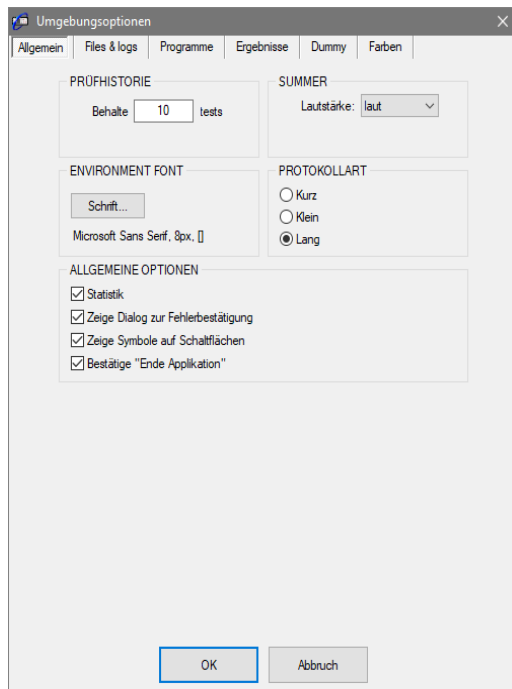 Umgebungsoptionen
Allgemein Files & logs Programme Ergebnisse Dummy Farben
PRÜFHISTORIE
Behalte 10 tests
SUMMER
Lautstärke: laut
ENVIRONMENT FONT
Schrift...
Microsoft Sans Serif, 8px, []
PROTOKOLLART
Kurz
Klein
Lang
ALLGEMEINE OPTIONEN
Statistik
Zeige Dialog zur Fehlerbestätigung
Zeige Symbole auf Schaltflächen
Bestätige "Ende Applikation"
OK Abbruch